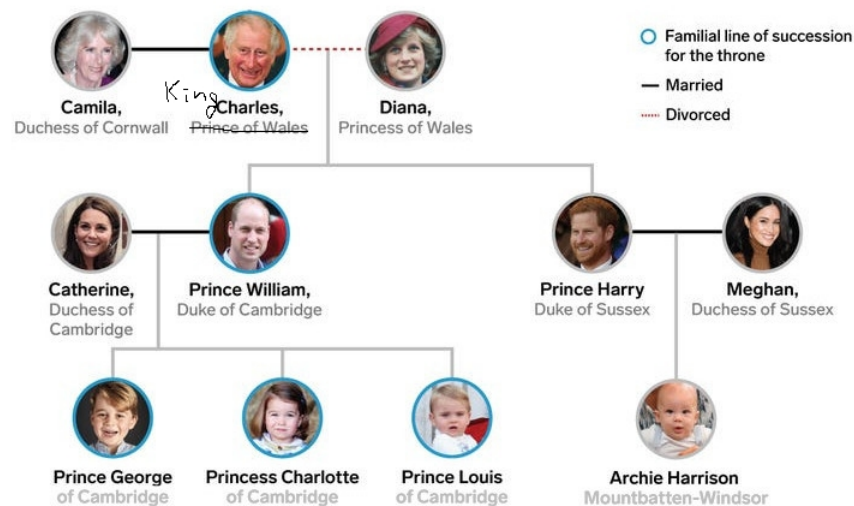 Familial line of succession
for the throne
Married
Divorced
Camila,
Duchess of Cornwall
King Charles,
Prince of Wales
Diana,
Princess of Wales
Catherine,
Duchess of
Cambridge
Prince William,
Duke of Cambridge
Prince Harry
Duke of Sussex
Meghan,
Duchess of Sussex
Prince George
of Cambridge
Princess Charlotte
of Cambridge
Prince Louis
of Cambridge
Archie Harrison
Mountbatten-Windsor